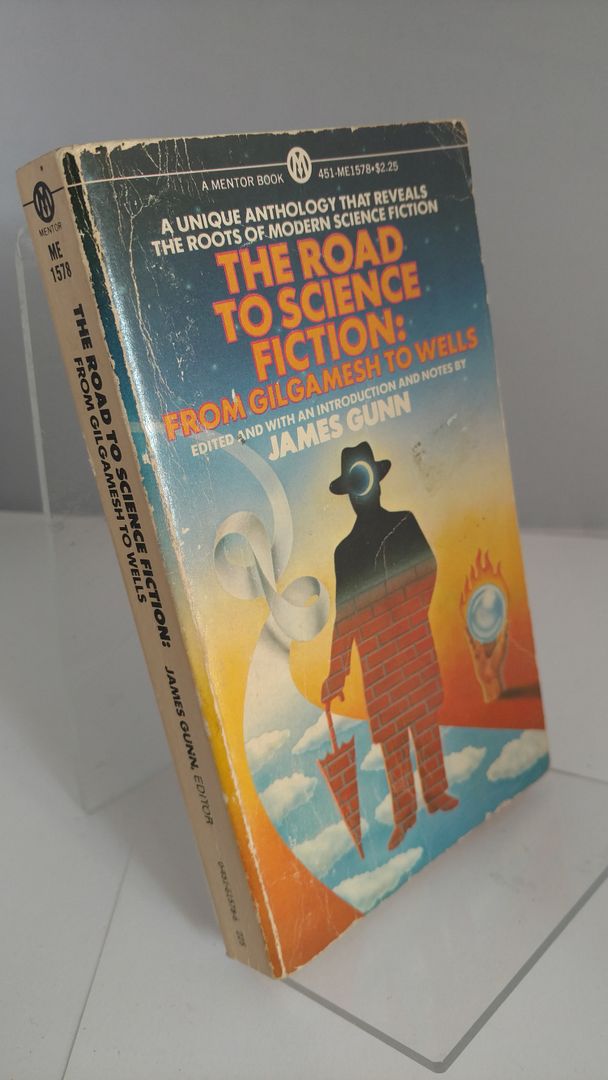 A MENTOR BOOK
M
451-ME1578•$2.25
A UNIQUE ANTHOLOGY THAT REVEALS
THE ROOTS OF MODERN SCIENCE FICTION
THE ROAD
TO SCIENCE
FICTION:
FROM GILGAMESH TO WELLS
EDITED AND WITH AN INTRODUCTION AND NOTES BY
JAMES GUNN
M
MENTOR
ME
1578
THE ROAD TO SCIENCE FICTION:
FROM GILGAMESH TO WELLS
JAMES GUNN, EDITOR